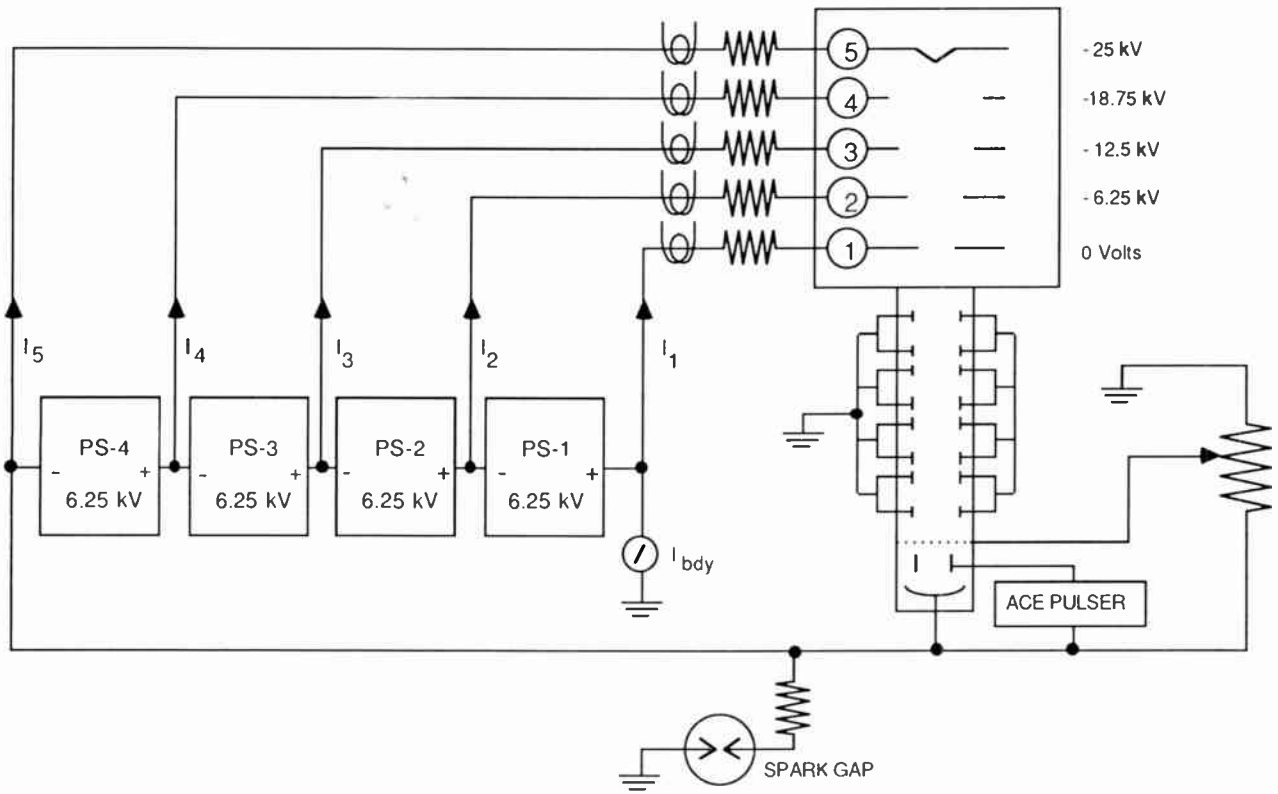 5
- 25 kV
4
-18.75 kV
3
- 12.5 kV
2
- 6.25 kV
1
0 Volts
I5
I4
I3
I2
I1
- PS-4 +
6.25 kV
- PS-3 +
6.25 kV
- PS-2 +
6.25 kV
- PS-1 +
6.25 kV
I bdy
ACE PULSER
SPARK GAP